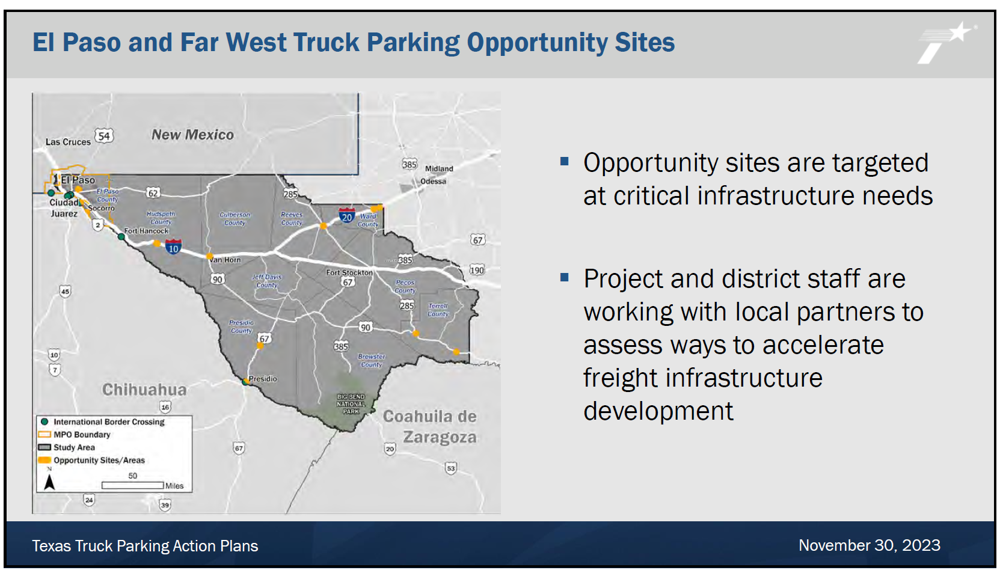 El Paso and Far West Truck Parking Opportunity Sites
New Mexico
Las Cruces
54
385
Midland
Odessa
El Paso
El Paso
County
62
285
Ciudad
Juarez
Socorro
2
Hudspeth
County
Culberson
County
Reeves
County
20
Ward
County
Fort Hancock
10
67
Van Horn
385
190
90
Jeff Davis
County
Fort Stockton
67
Pecos
County
45
285
Terrell
County
Presidio
County
67
90
385
10
7
Brewster
County
Presidio
Chihuahua
16
BIG BEND
NATIONAL
PARK
Coahuila de
Zaragoza
67
20
53
24
39
International Border Crossing
MPO Boundary
Study Area
Opportunity Sites/Areas
N
50
Miles
Opportunity sites are targeted
at critical infrastructure needs
Project and district staff are
working with local partners to
assess ways to accelerate
freight infrastructure
development
Texas Truck Parking Action Plans
November 30, 2023